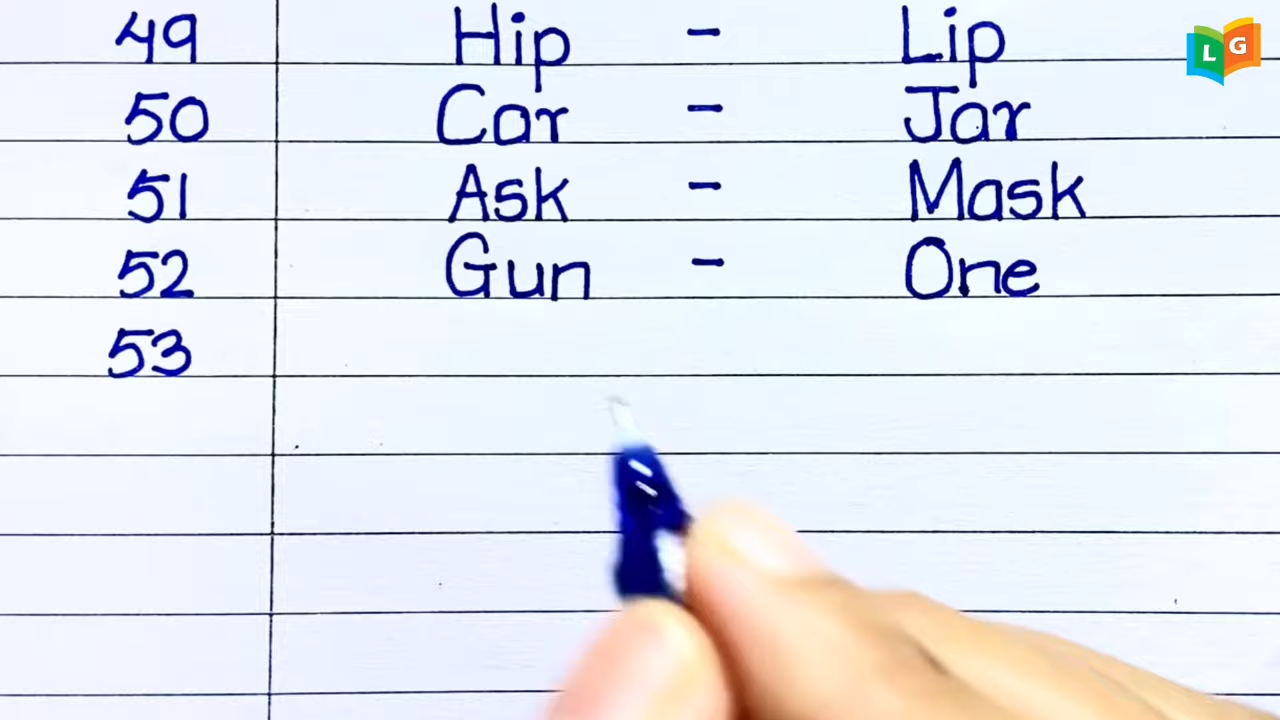 49 Hip - Lip
LG
50 Car - Jar
51 Ask - Mask
52 Gun - One
53